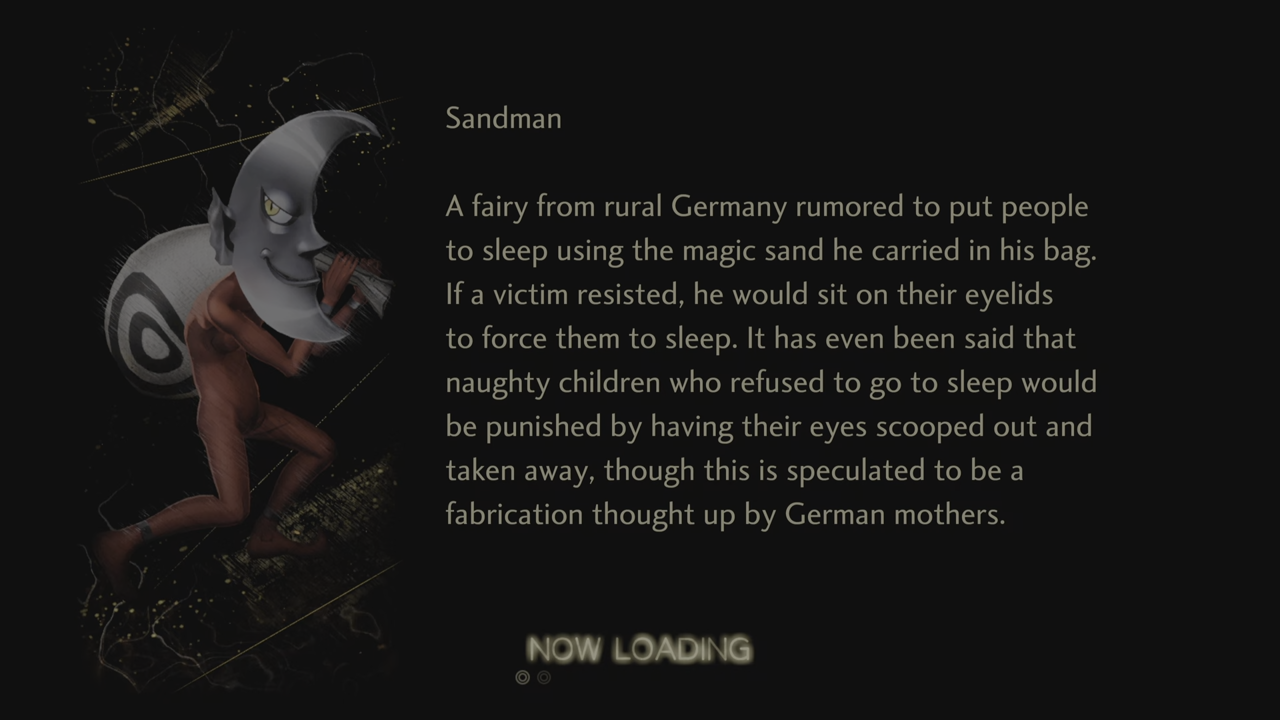 Sandman
A fairy from rural Germany rumored to put people
to sleep using the magic sand he carried in his bag.
If a victim resisted, he would sit on their eyelids
to force them to sleep. It has even been said that
naughty children who refused to go to sleep would
be punished by having their eyes scooped out and
taken away, though this is speculated to be a
fabrication thought up by German mothers.
NOW LOADING